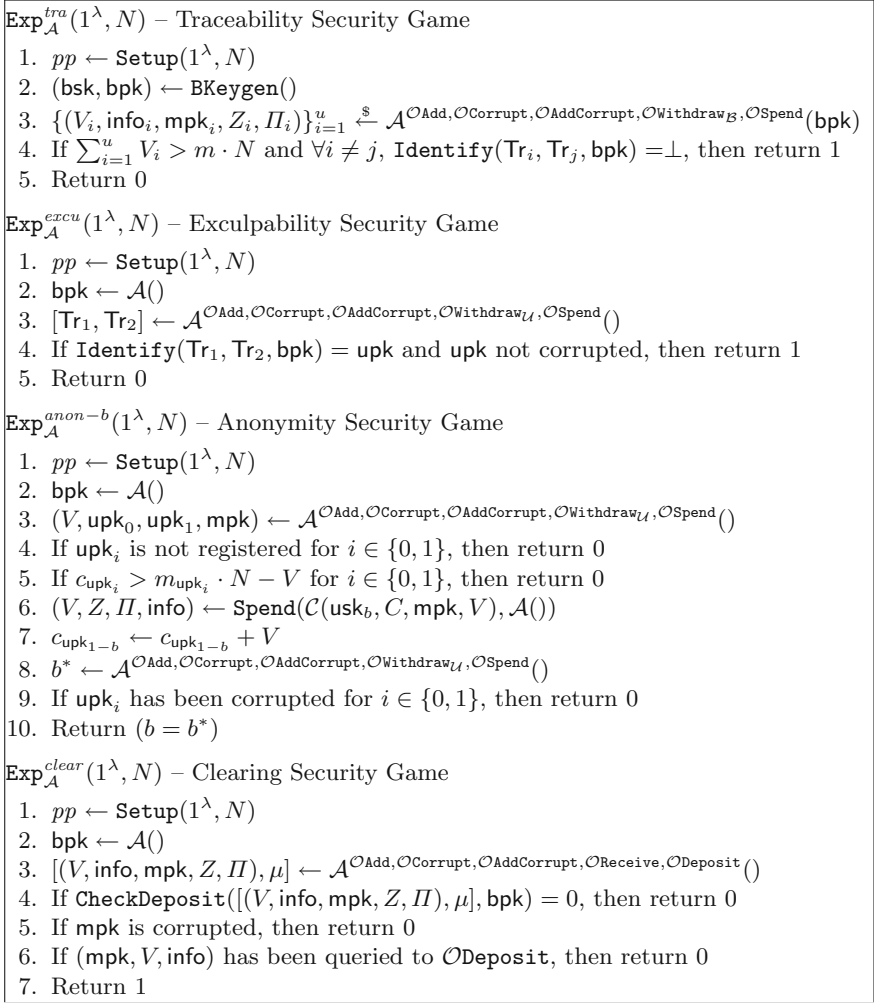 Exp_𝒜^{tra}(1^λ, N) – Traceability Security Game
1. pp ← Setup(1^λ, N)
2. (bsk, bpk) ← BKeygen()
3. {(V_i, info_i, mpk_i, Z_i, Π_i)}_{i=1}^u ←^$ 𝒜^{𝒪Add,𝒪Corrupt,𝒪AddCorrupt,𝒪Withdraw_ℬ,𝒪Spend}(bpk)
4. If ∑_{i=1}^u V_i > m · N and ∀i ≠ j, Identify(Tr_i, Tr_j, bpk) =⊥, then return 1
5. Return 0
Exp_𝒜^{excu}(1^λ, N) – Exculpability Security Game
1. pp ← Setup(1^λ, N)
2. bpk ← 𝒜()
3. [Tr_1, Tr_2] ← 𝒜^{𝒪Add,𝒪Corrupt,𝒪AddCorrupt,𝒪Withdraw_𝒰,𝒪Spend}()
4. If Identify(Tr_1, Tr_2, bpk) = upk and upk not corrupted, then return 1
5. Return 0
Exp_𝒜^{anon−b}(1^λ, N) – Anonymity Security Game
1. pp ← Setup(1^λ, N)
2. bpk ← 𝒜()
3. (V, upk_0, upk_1, mpk) ← 𝒜^{𝒪Add,𝒪Corrupt,𝒪AddCorrupt,𝒪Withdraw_𝒰,𝒪Spend}()
4. If upk_i is not registered for i ∈ {0, 1}, then return 0
5. If c_{upk_i} > m_{upk_i} · N − V for i ∈ {0, 1}, then return 0
6. (V, Z, Π, info) ← Spend(𝒞(usk_b, C, mpk, V), 𝒜())
7. c_{upk_{1−b}} ← c_{upk_{1−b}} + V
8. b* ← 𝒜^{𝒪Add,𝒪Corrupt,𝒪AddCorrupt,𝒪Withdraw_𝒰,𝒪Spend}()
9. If upk_i has been corrupted for i ∈ {0, 1}, then return 0
10. Return (b = b*)
Exp_𝒜^{clear}(1^λ, N) – Clearing Security Game
1. pp ← Setup(1^λ, N)
2. bpk ← 𝒜()
3. [(V, info, mpk, Z, Π), μ] ← 𝒜^{𝒪Add,𝒪Corrupt,𝒪AddCorrupt,𝒪Receive,𝒪Deposit}()
4. If CheckDeposit([(V, info, mpk, Z, Π), μ], bpk) = 0, then return 0
5. If mpk is corrupted, then return 0
6. If (mpk, V, info) has been queried to 𝒪Deposit, then return 0
7. Return 1